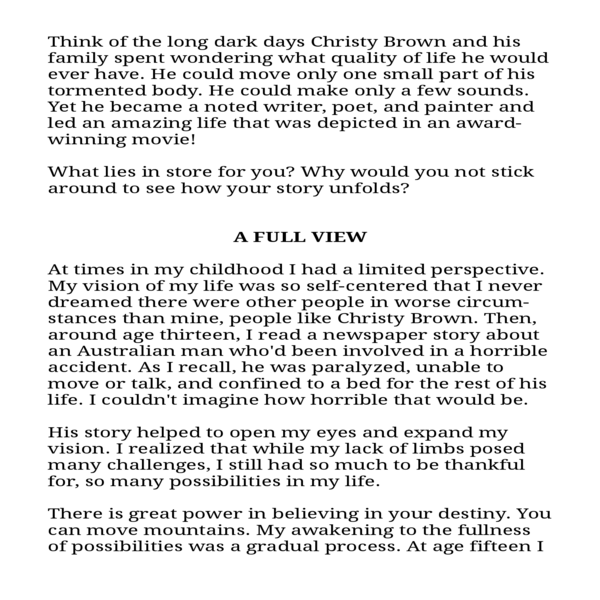 Think of the long dark days Christy Brown and his
family spent wondering what quality of life he would
ever have. He could move only one small part of his
tormented body. He could make only a few sounds.
Yet he became a noted writer, poet, and painter and
led an amazing life that was depicted in an award-
winning movie!
What lies in store for you? Why would you not stick
around to see how your story unfolds?
A FULL VIEW
At times in my childhood I had a limited perspective.
My vision of my life was so self-centered that I never
dreamed there were other people in worse circum-
stances than mine, people like Christy Brown. Then,
around age thirteen, I read a newspaper story about
an Australian man who'd been involved in a horrible
accident. As I recall, he was paralyzed, unable to
move or talk, and confined to a bed for the rest of his
life. I couldn't imagine how horrible that would be.
His story helped to open my eyes and expand my
vision. I realized that while my lack of limbs posed
many challenges, I still had so much to be thankful
for, so many possibilities in my life.
There is great power in believing in your destiny. You
can move mountains. My awakening to the fullness
of possibilities was a gradual process. At age fifteen I